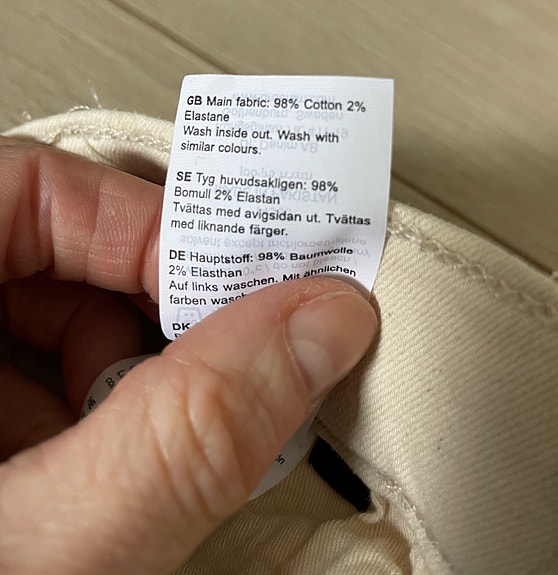 GB Main fabric: 98% Cotton 2%
Elastane
Wash inside out. Wash with
similar colours.
SE Tyg huvudsakligen: 98%
Bomull 2% Elastan
Tvättas med avigsidan ut. Tvättas
med liknande färger.
DE Hauptstoff: 98% Baumwolle
2% Elasthan
Auf links waschen. Mit ähnlichen
farben
DK